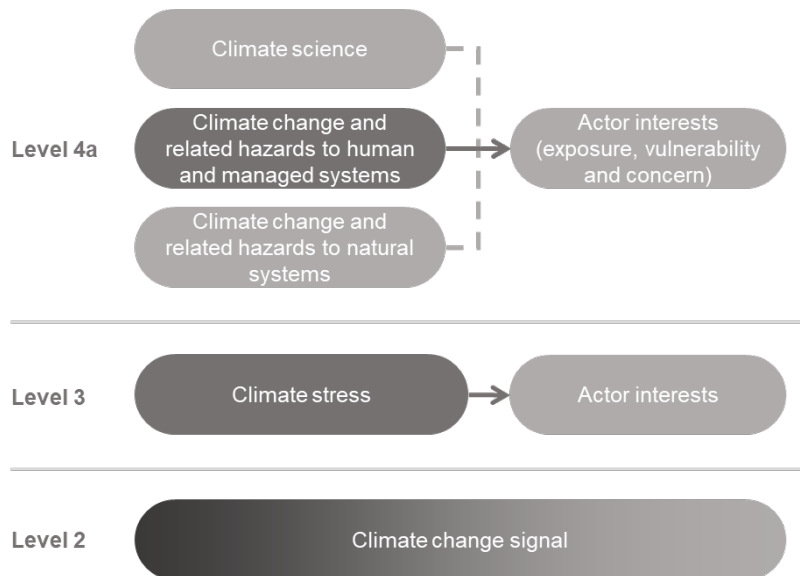 Climate science
Level 4a
Climate change and
related hazards to human
and managed systems
Actor interests
(exposure, vulnerability
and concern)
Climate change and
related hazards to natural
systems
Level 3
Climate stress
Actor interests
Level 2
Climate change signal